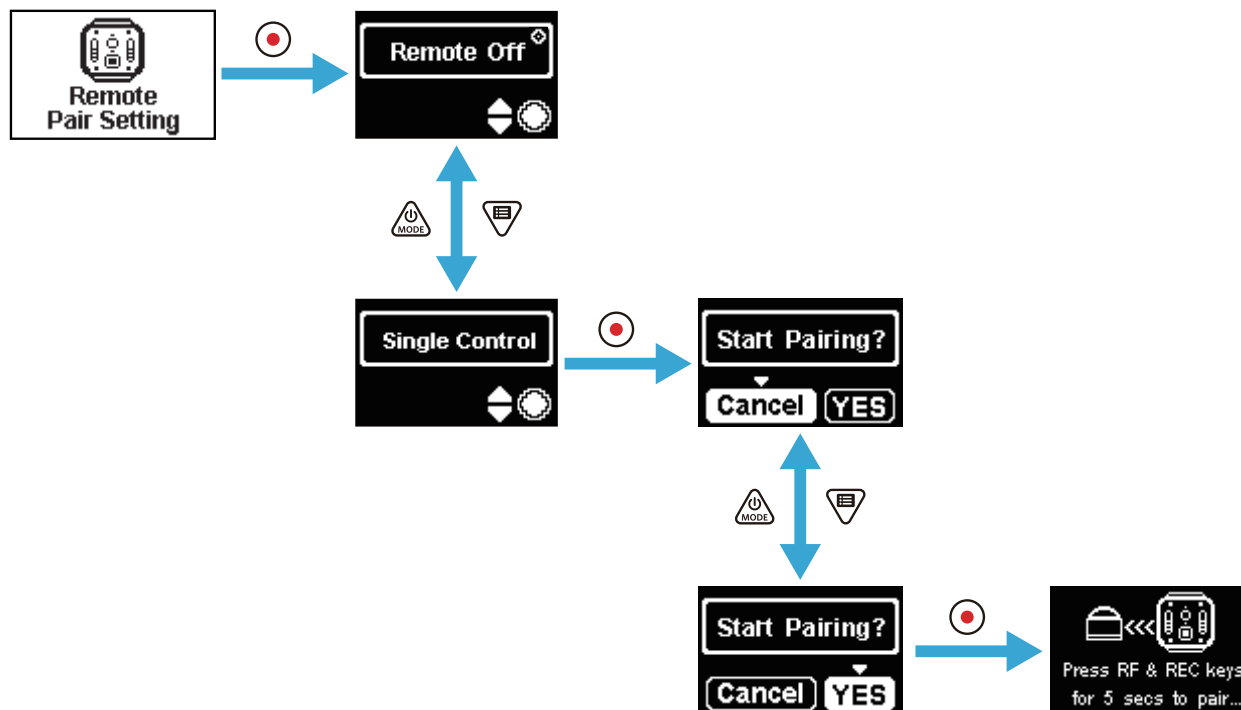 Remote
Pair Setting
Remote Off
MODE
Single Control
Start Pairing?
Cancel YES
MODE
Start Pairing?
Cancel YES
Press RF & REC keys
for 5 secs to pair...